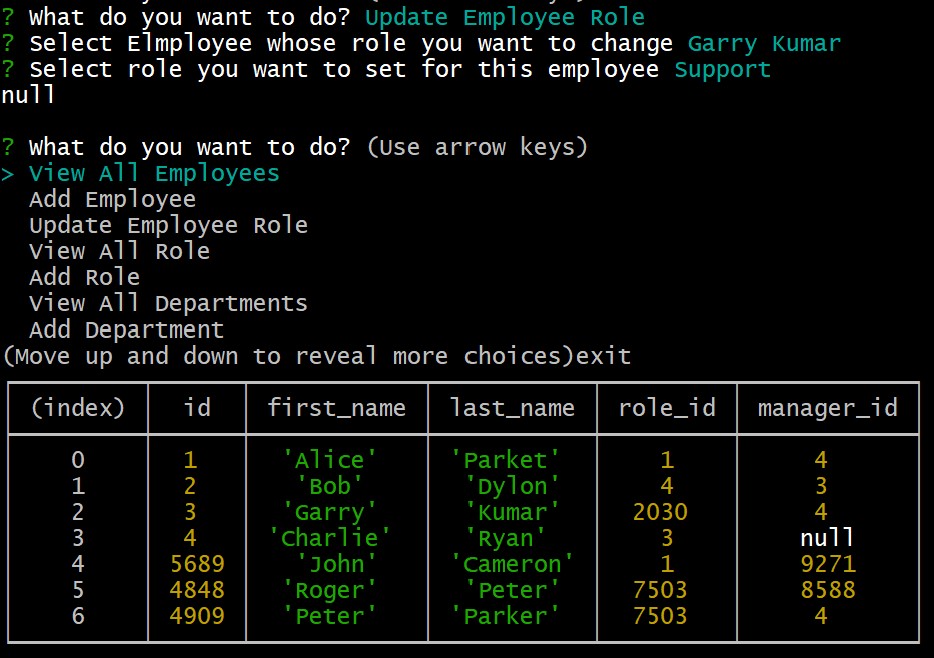 ? What do you want to do? Update Employee Role
? Select Elmployee whose role you want to change Garry Kumar
? Select role you want to set for this employee Support
null
? What do you want to do? (Use arrow keys)
> View All Employees
Add Employee
Update Employee Role
View All Role
Add Role
View All Departments
Add Department
(Move up and down to reveal more choices)exit
(index) id first_name last_name role_id manager_id
0 1 'Alice' 'Parket' 1 4
1 2 'Bob' 'Dylon' 4 3
2 3 'Garry' 'Kumar' 2030 4
3 4 'Charlie' 'Ryan' 3 null
4 5689 'John' 'Cameron' 1 9271
5 4848 'Roger' 'Peter' 7503 8588
6 4909 'Peter' 'Parker' 7503 4